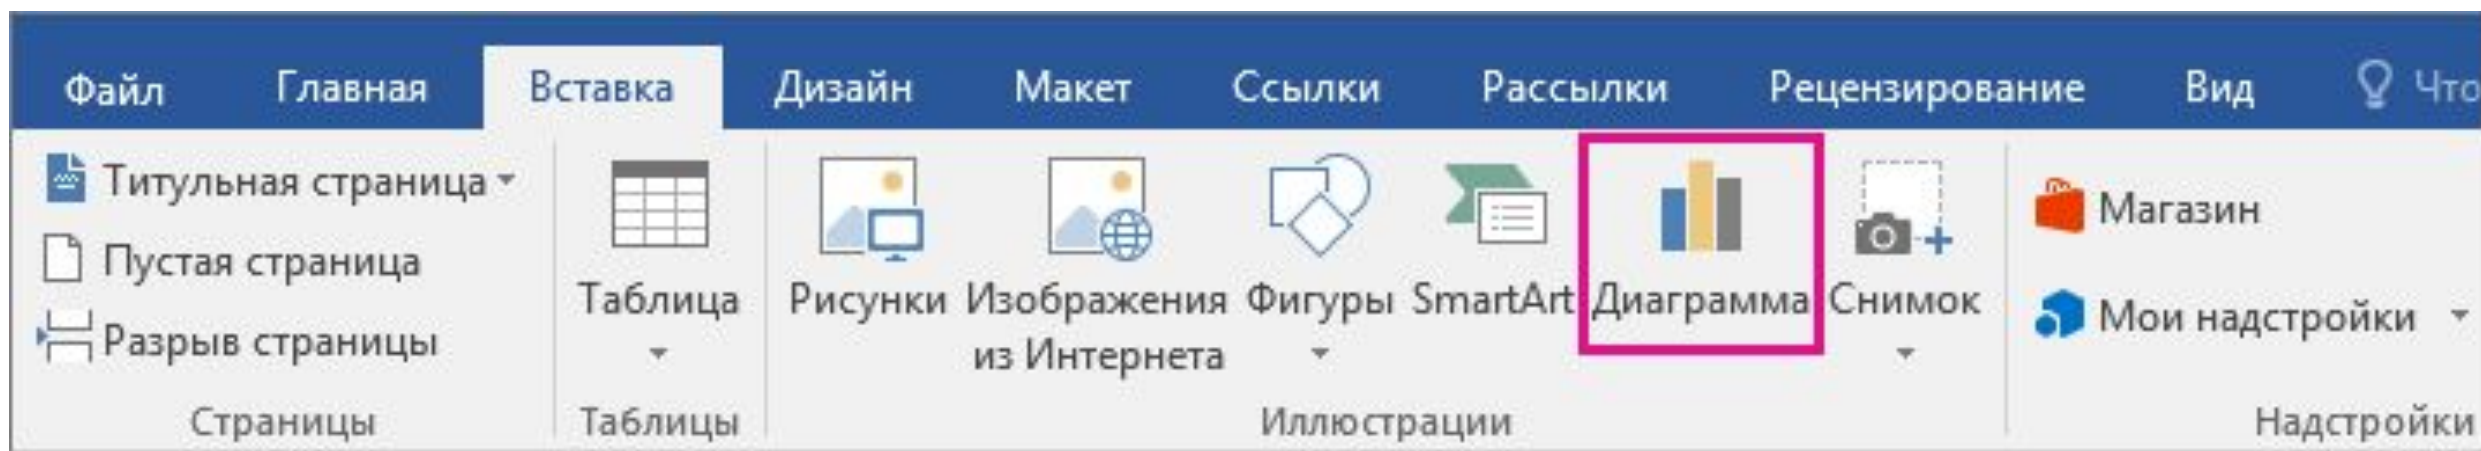 Файл Главная Вставка Дизайн Макет Ссылки Рассылки Рецензирование Вид Что
Титульная страница
Пустая страница
Разрыв страницы
Страницы
Таблица
Таблицы
Рисунки
Изображения
из Интернета
Фигуры
SmartArt
Диаграмма
Снимок
Иллюстрации
Магазин
Мои надстройки
Надстройки